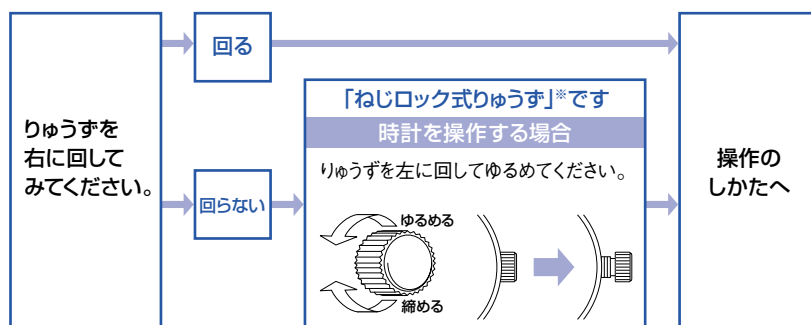 りゅうずを
右に回して
みてください。
回る
回らない
「ねじロック式りゅうず」※です
時計を操作する場合
りゅうずを左に回してゆるめてください。
ゆるめる
締める
操作の
しかたへ